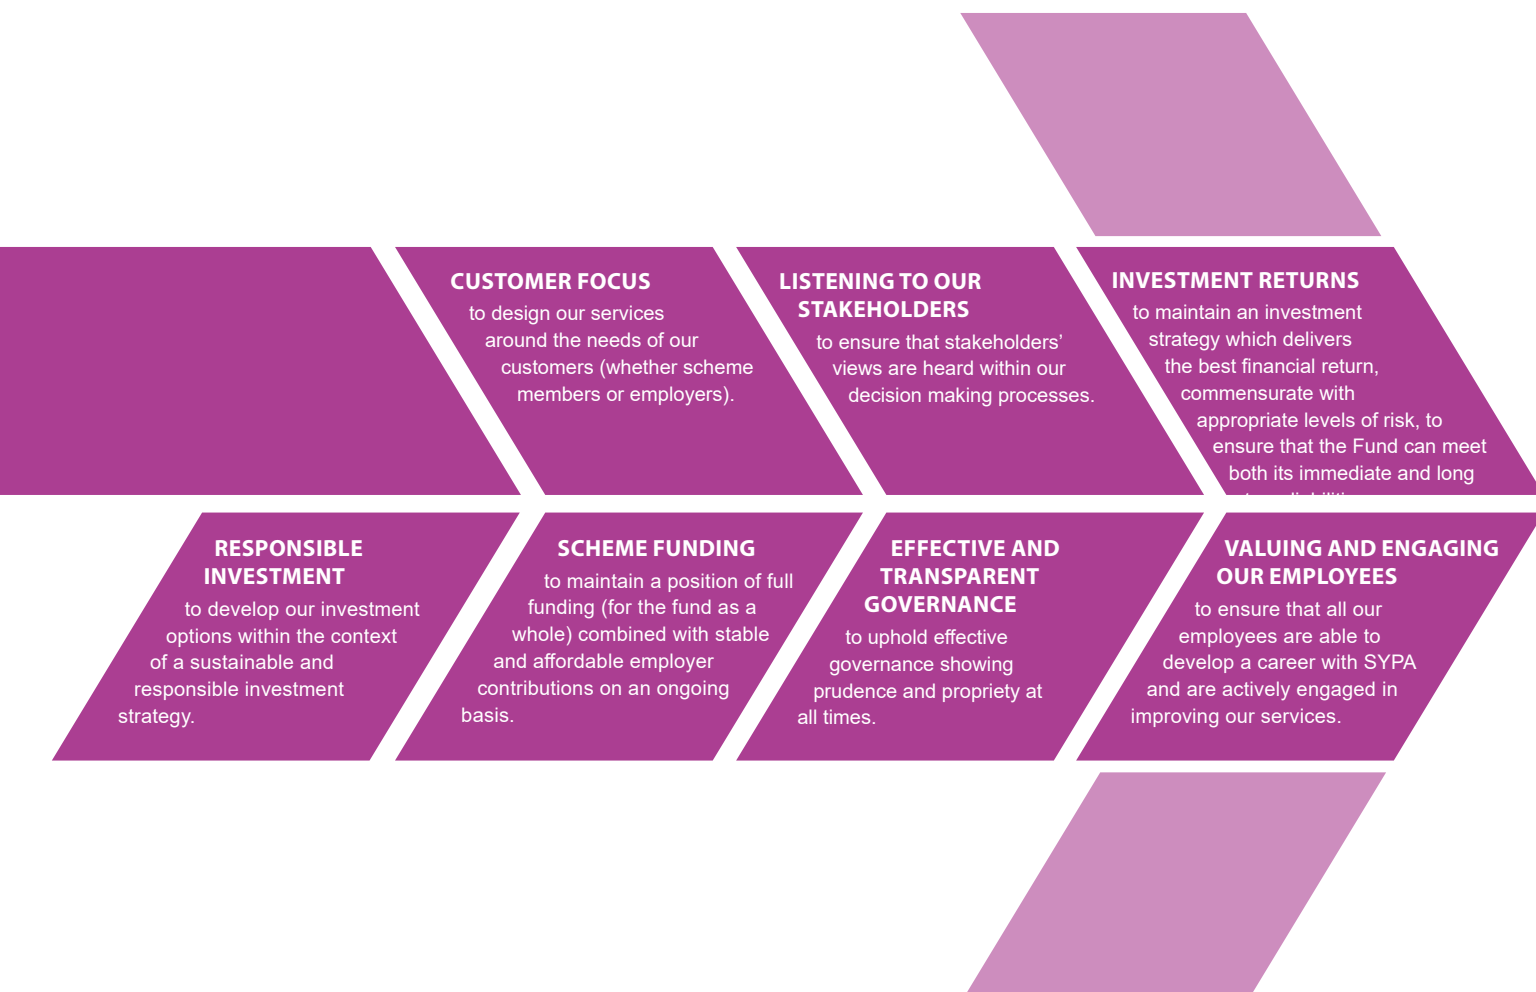 CUSTOMER FOCUS
to design our services
around the needs of our
customers (whether scheme
members or employers).
LISTENING TO OUR
STAKEHOLDERS
to ensure that stakeholders’
views are heard within our
decision making processes.
INVESTMENT RETURNS
to maintain an investment
strategy which delivers
the best financial return,
commensurate with
appropriate levels of risk, to
ensure that the Fund can meet
both its immediate and long
RESPONSIBLE
INVESTMENT
to develop our investment
options within the context
of a sustainable and
responsible investment
strategy.
SCHEME FUNDING
to maintain a position of full
funding (for the fund as a
whole) combined with stable
and affordable employer
contributions on an ongoing
basis.
EFFECTIVE AND
TRANSPARENT
GOVERNANCE
to uphold effective
governance showing
prudence and propriety at
all times.
VALUING AND ENGAGING
OUR EMPLOYEES
to ensure that all our
employees are able to
develop a career with SYPA
and are actively engaged in
improving our services.